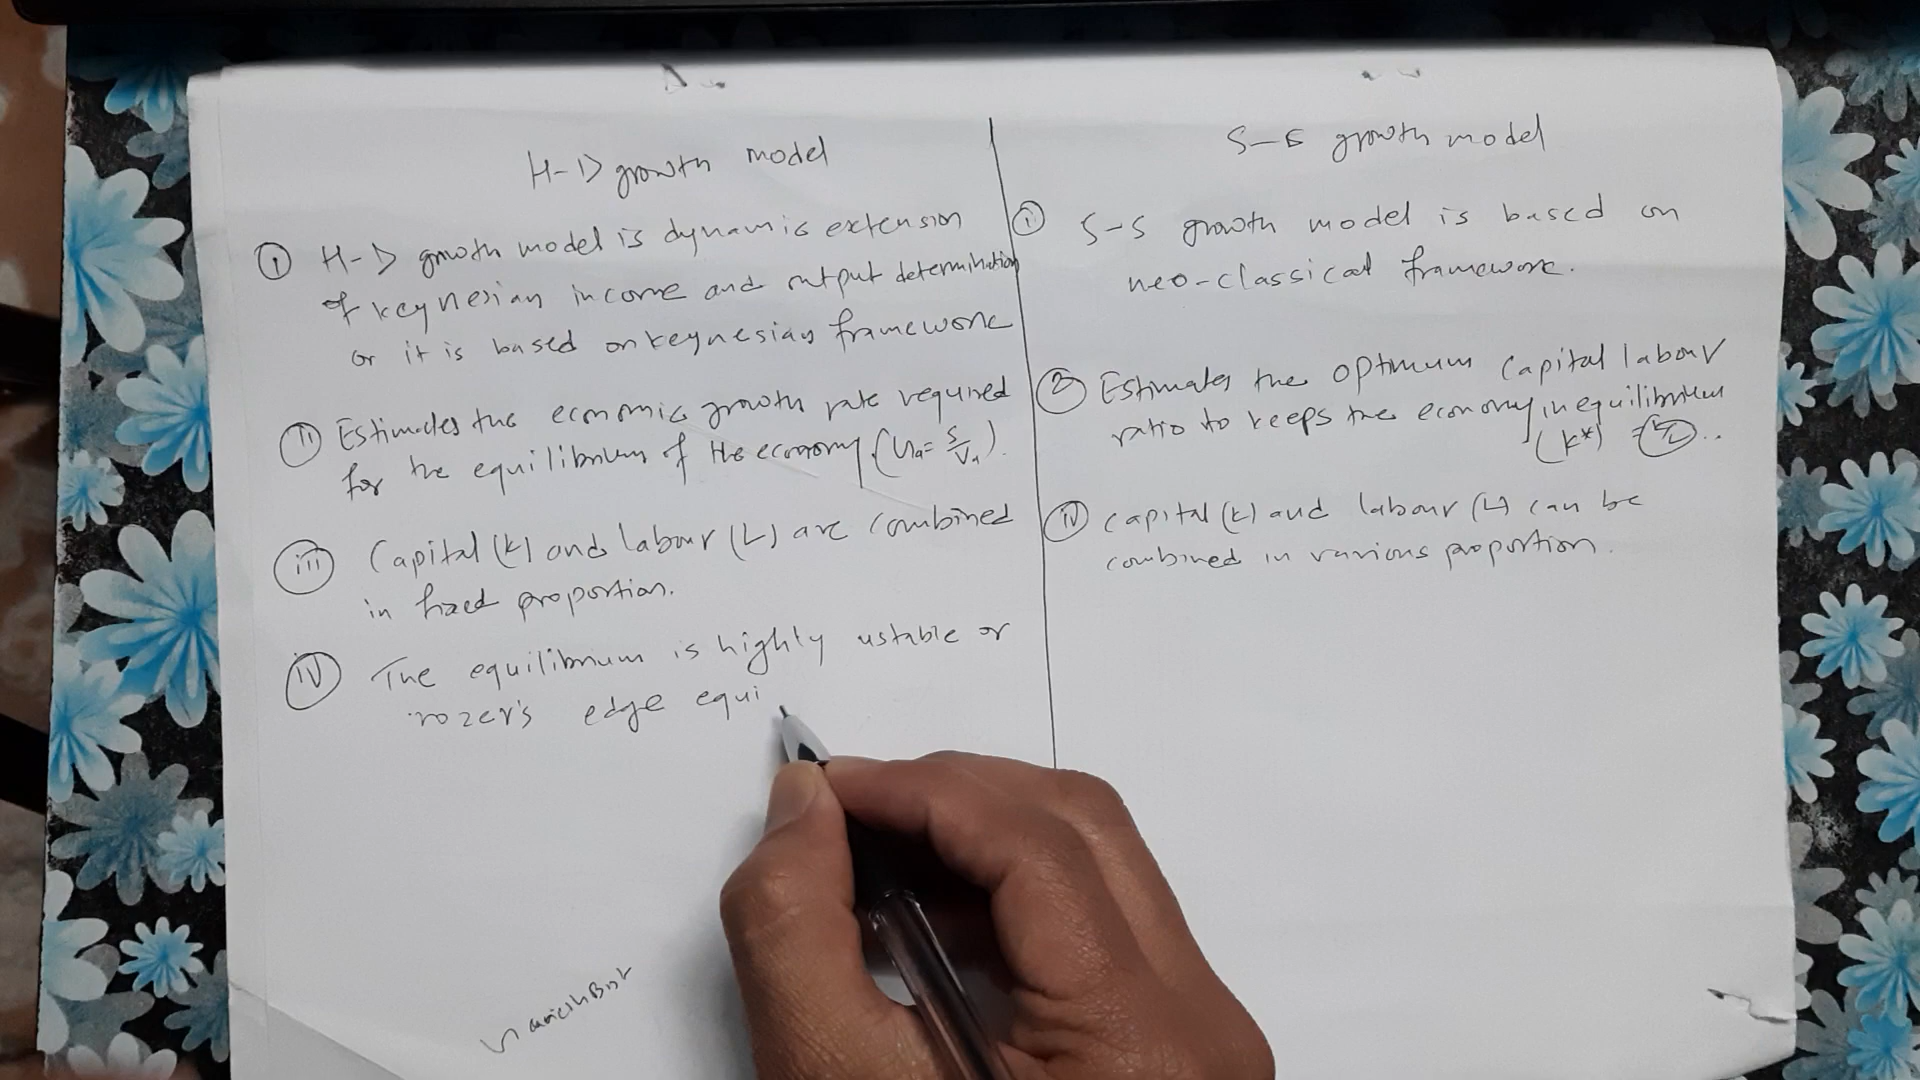 H-D growth model
① H-D growth model is dynamic extension
of keynesian income and output determination
or it is based on keynesian framework
ⓘⓘ Estimates the economic growth rate required
for the equilibrium of the economy.
ⓘⓘⓘ Capital (K) and labour (L) are combined
in fixed proportion.
ⓘⓥ The equilibrium is highly ustable or
rozer's edge equi
S-S growth model
① S-S growth model is based on
neo-classical framework.
② Estimates the optimum capital labour
ratio to keeps the economy in equilibrium
(k*)
ⓘⓥ capital (K) and labour (L) can be
combined in various proportion.